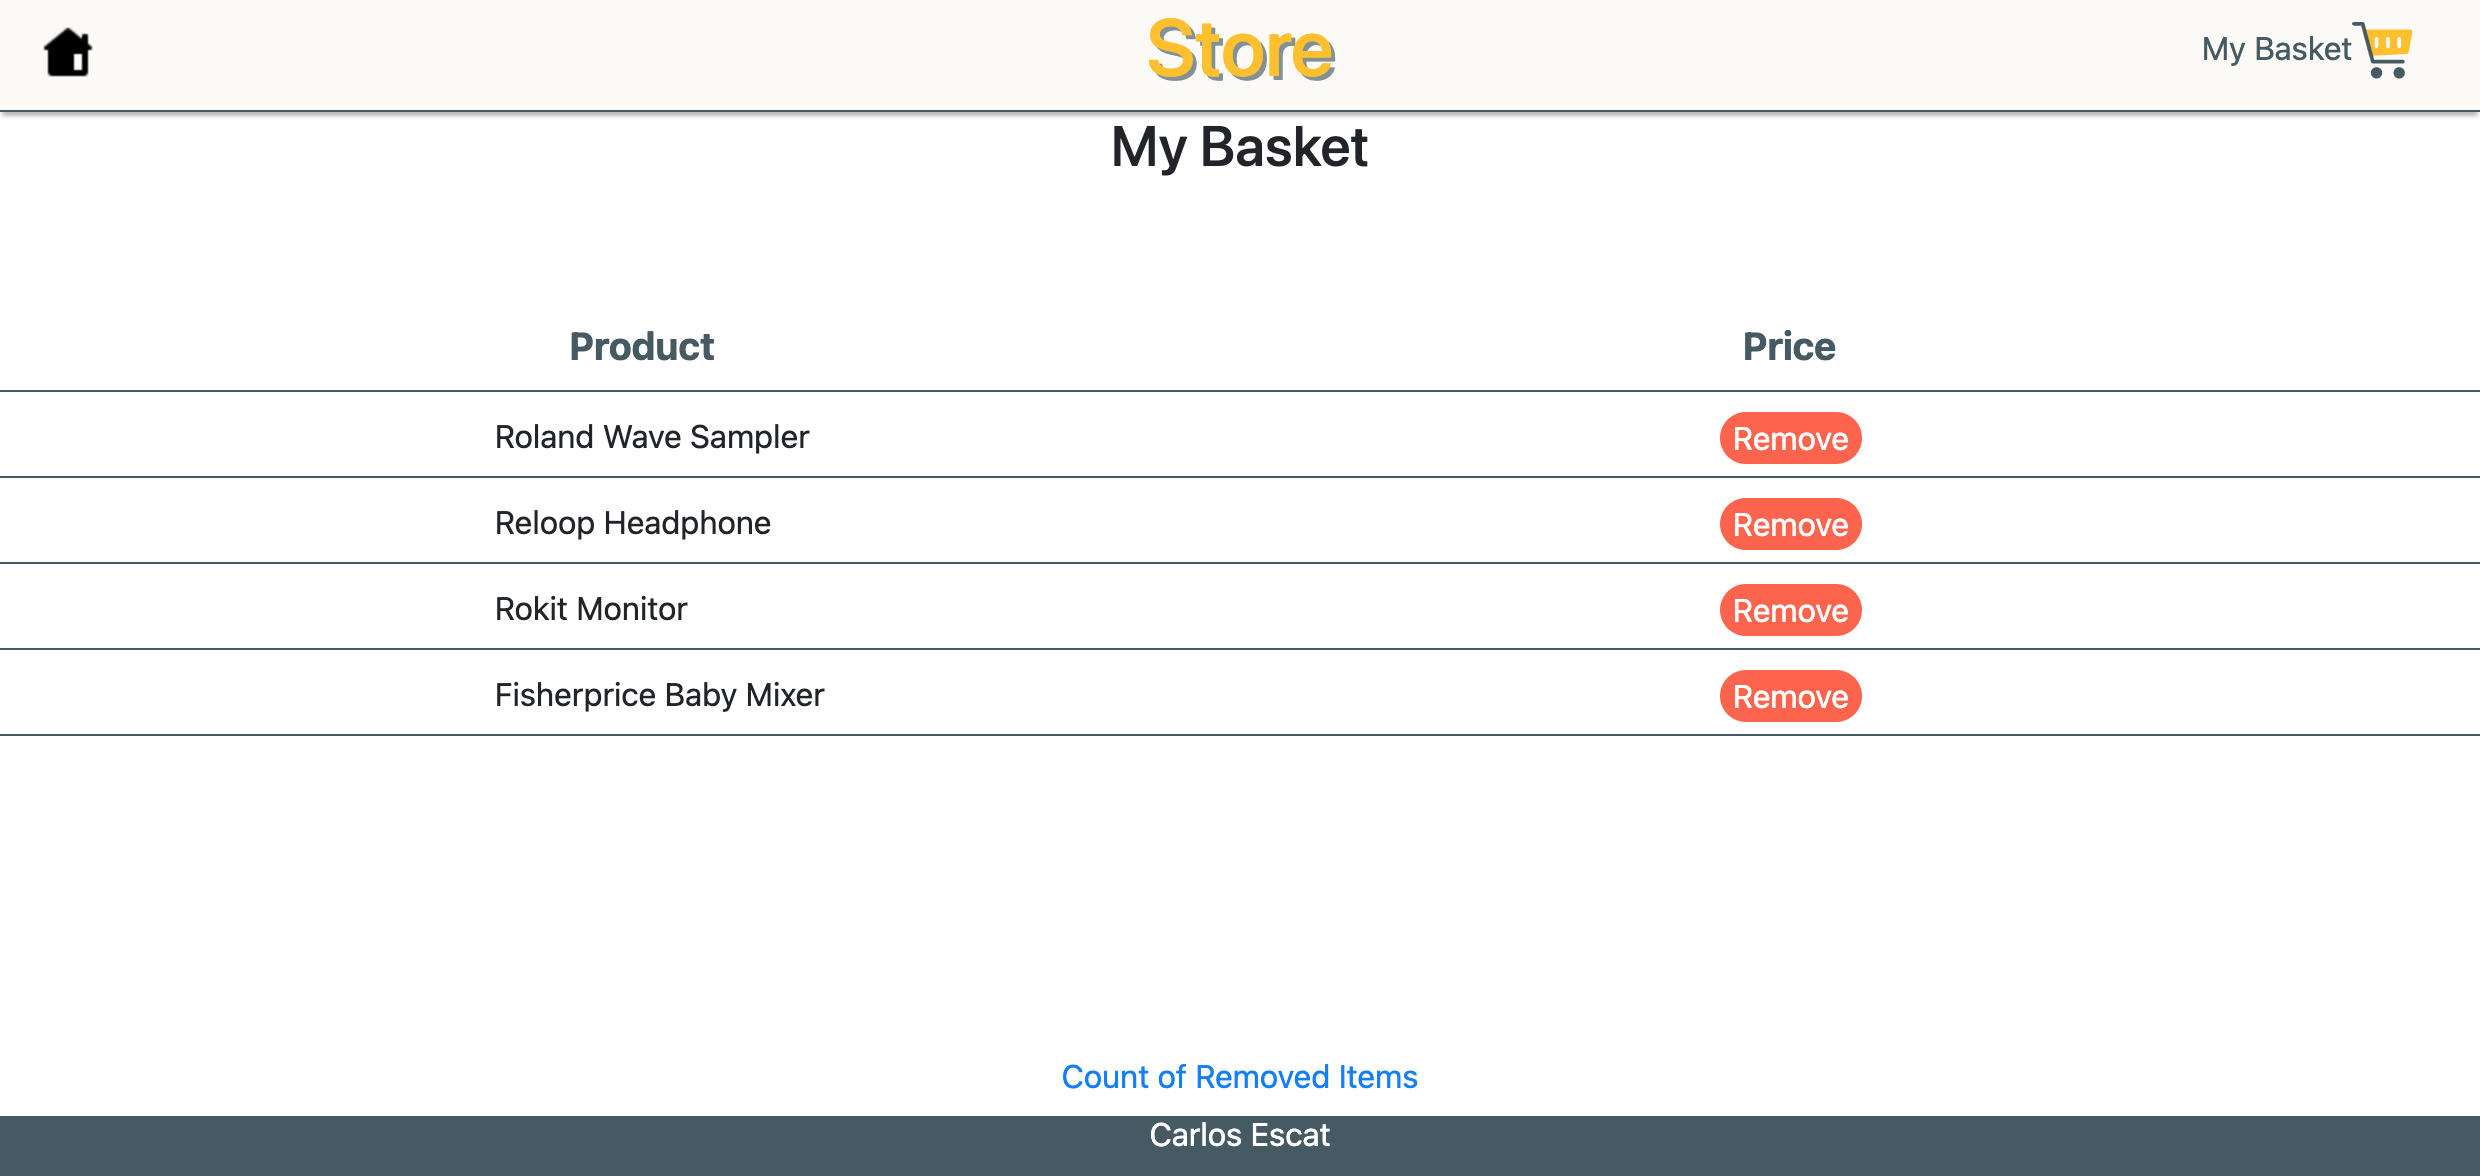 Store
My Basket
My Basket
Product Price
Roland Wave Sampler Remove
Reloop Headphone Remove
Rokit Monitor Remove
Fisherprice Baby Mixer Remove
Count of Removed Items
Carlos Escat